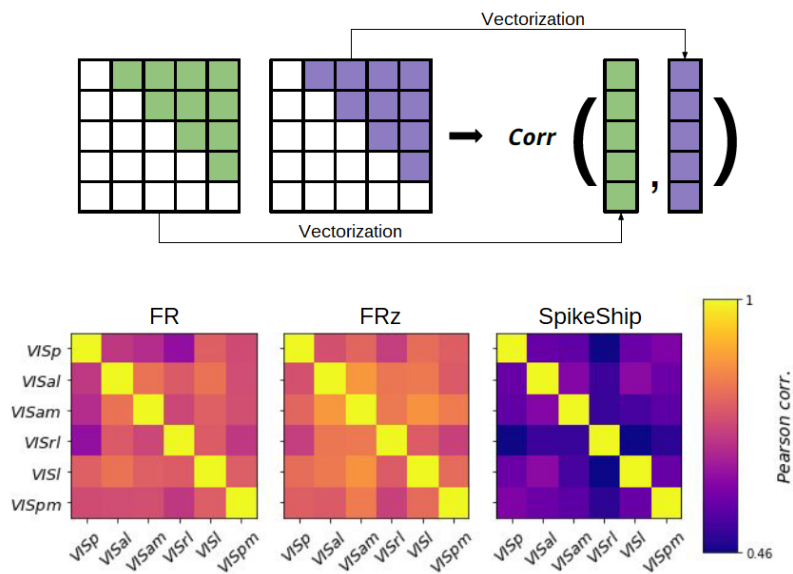 Vectorization
Corr ( , )
Vectorization
FR FRz SpikeShip
VISp
VISal
VISam
VISrl
VISl
VISpm
VISp VISal VISam VISrl VISl VISpm
VISp VISal VISam VISrl VISl VISpm
VISp VISal VISam VISrl VISl VISpm
1
Pearson corr.
0.46